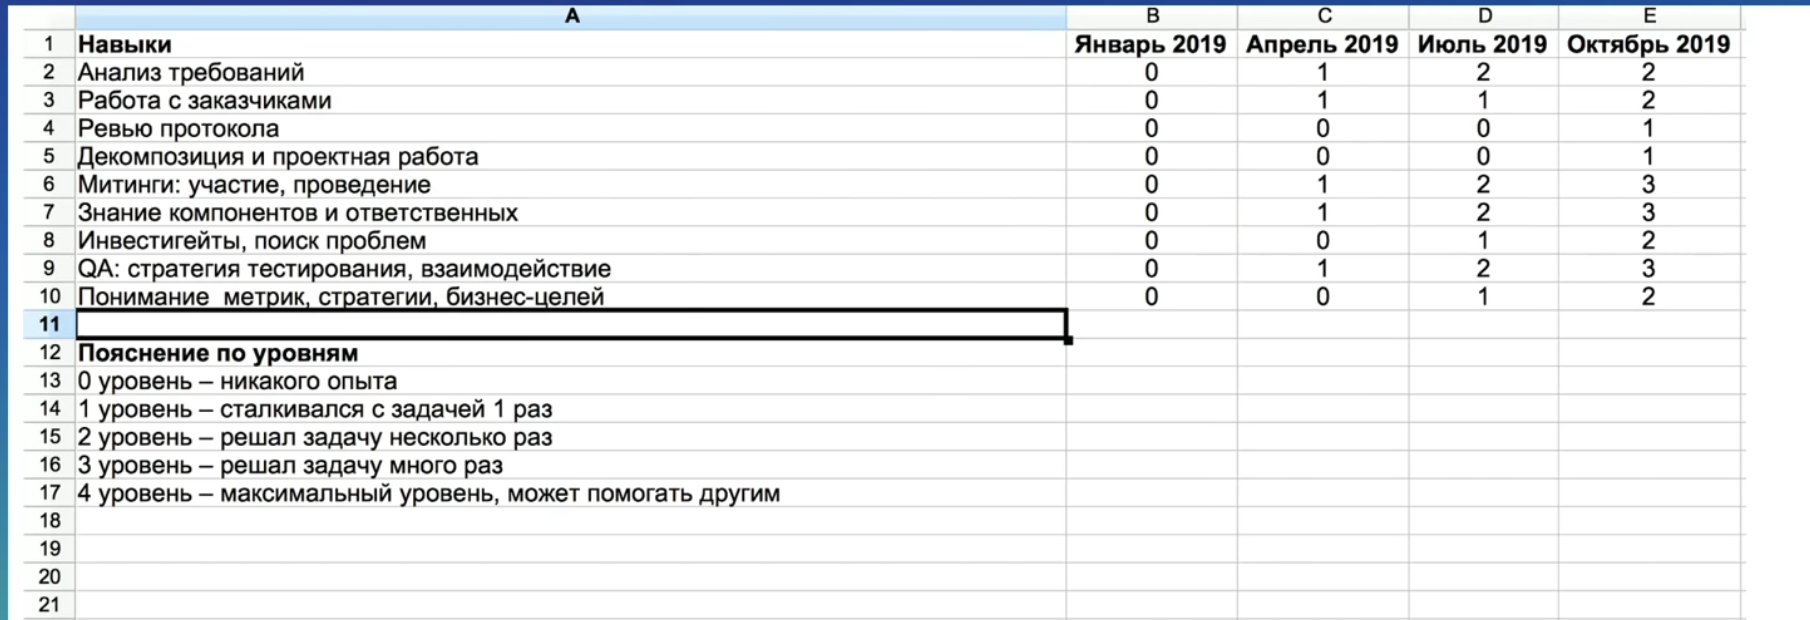 A B C D E
1 Навыки Январь 2019 Апрель 2019 Июль 2019 Октябрь 2019
2 Анализ требований 0 1 2 2
3 Работа с заказчиками 0 1 1 2
4 Ревью протокола 0 0 0 1
5 Декомпозиция и проектная работа 0 0 0 1
6 Митинги: участие, проведение 0 1 2 3
7 Знание компонентов и ответственных 0 1 2 3
8 Инвестигейты, поиск проблем 0 0 1 2
9 QA: стратегия тестирования, взаимодействие 0 1 2 3
10 Понимание  метрик, стратегии, бизнес-целей 0 0 1 2
11
12 Пояснение по уровням
13 0 уровень – никакого опыта
14 1 уровень – сталкивался с задачей 1 раз
15 2 уровень – решал задачу несколько раз
16 3 уровень – решал задачу много раз
17 4 уровень – максимальный уровень, может помогать другим
18
19
20
21